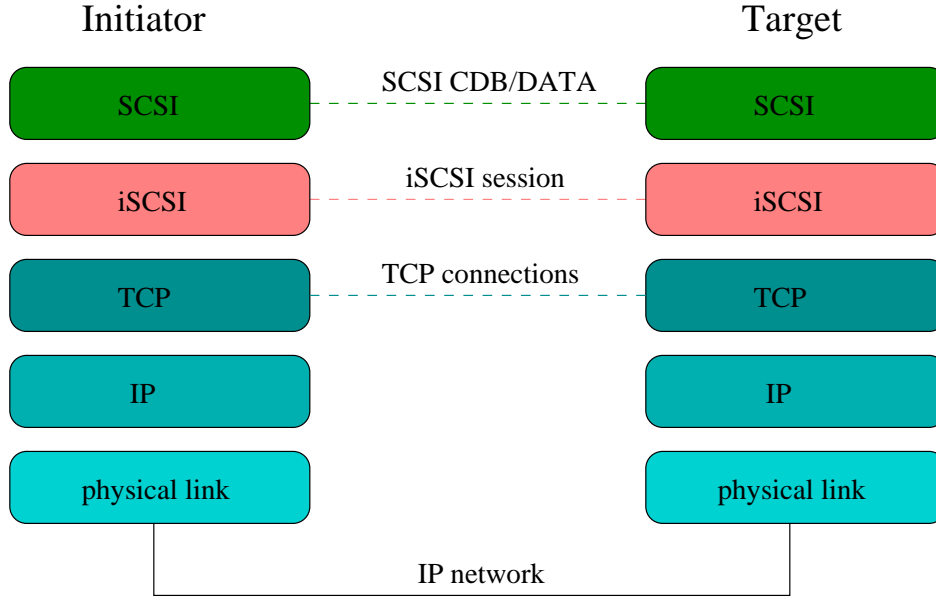 Initiator
Target
SCSI
SCSI CDB/DATA
SCSI
iSCSI
iSCSI session
iSCSI
TCP
TCP connections
TCP
IP
IP
physical link
physical link
IP network